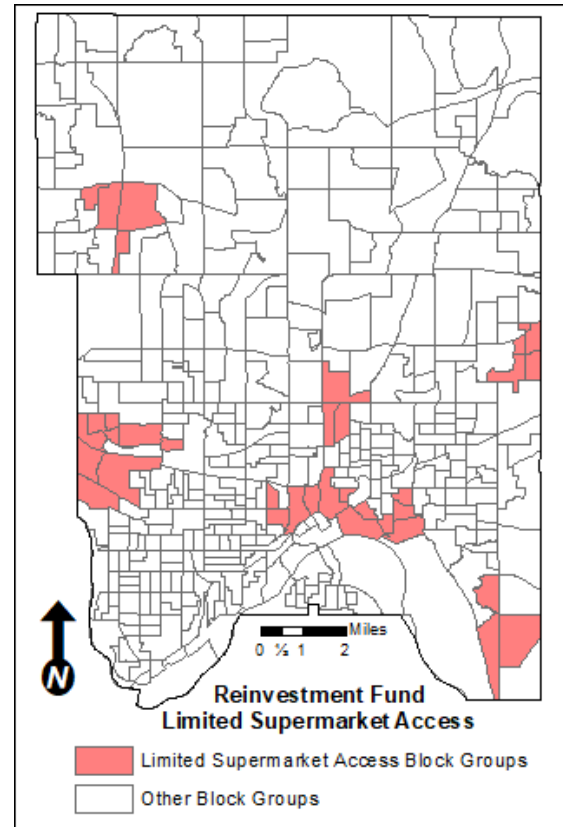 N
Miles
0 ½ 1 2
Reinvestment Fund
Limited Supermarket Access
Limited Supermarket Access Block Groups
Other Block Groups